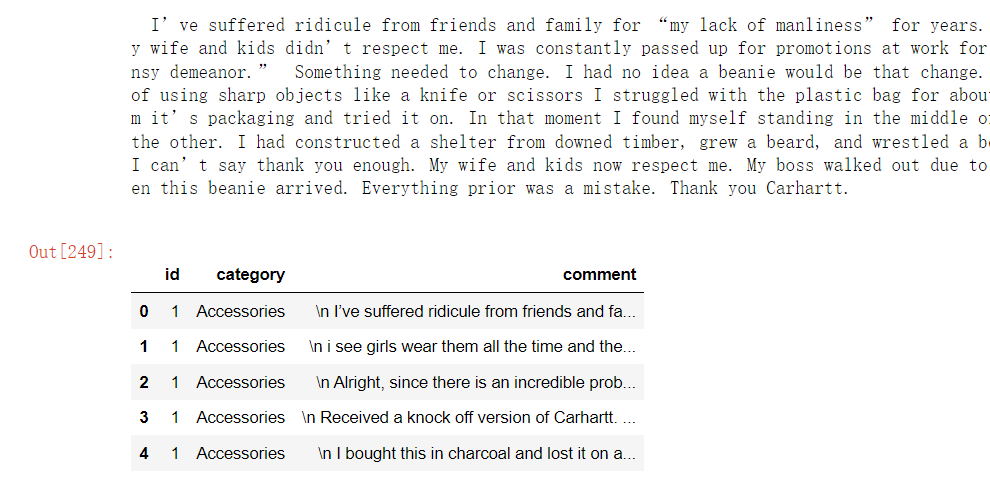 I’ve suffered ridicule from friends and family for “my lack of manliness” for years.
y wife and kids didn’t respect me. I was constantly passed up for promotions at work for
nsy demeanor.” Something needed to change. I had no idea a beanie would be that change.
of using sharp objects like a knife or scissors I struggled with the plastic bag for
m it’s packaging and tried it on. In that moment I found myself standing in the middle
the other. I had constructed a shelter from downed timber, grew a beard, and wrestled a
I can’t say thank you enough. My wife and kids now respect me. My boss walked out due to
en this beanie arrived. Everything prior was a mistake. Thank you Carhartt.
Out[249]:
id category comment
0 1 Accessories \n I’ve suffered ridicule from friends and fa...
1 1 Accessories \n i see girls wear them all the time and the...
2 1 Accessories \n Alright, since there is an incredible prob...
3 1 Accessories \n Received a knock off version of Carhartt. ...
4 1 Accessories \n I bought this in charcoal and lost it on a...